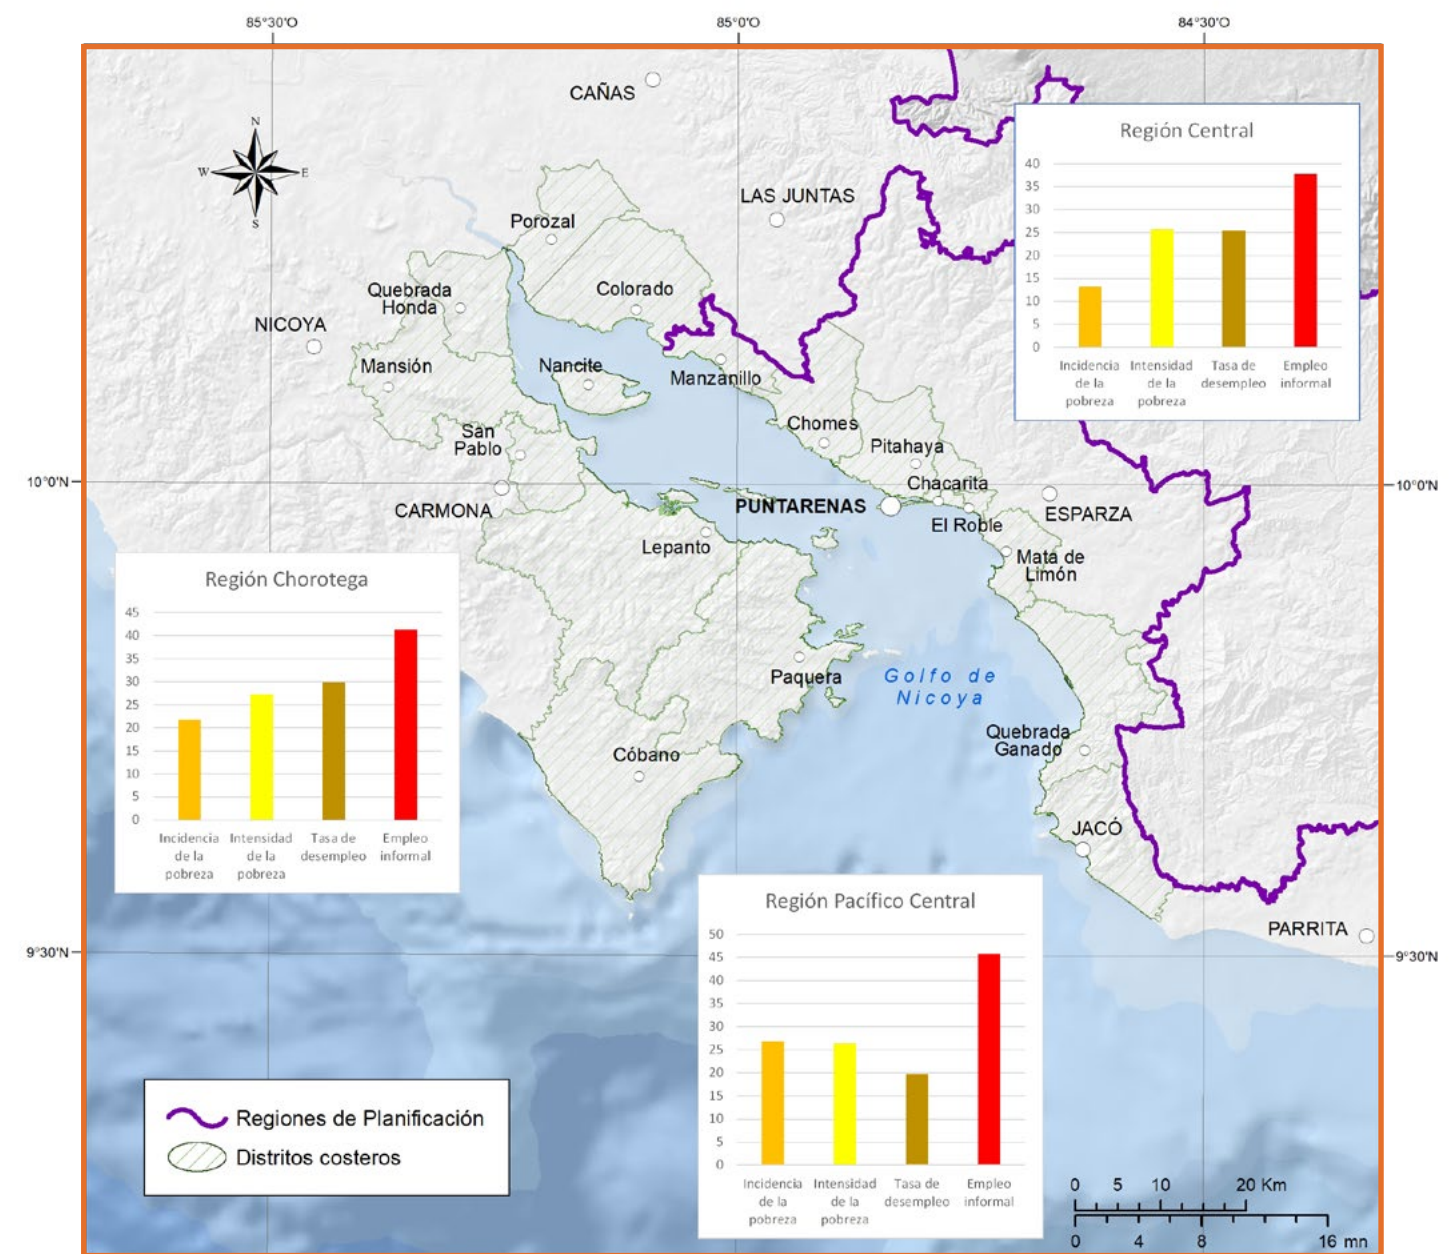 85°30'O
85°0'O
84°30'O
CAÑAS
N
W
E
S
LAS JUNTAS
Porozal
Quebrada
Honda
Colorado
NICOYA
Mansión
Nancite
Manzanillo
San
Pablo
Chomes
Pitahaya
Chacarita
10°0'N
10°0'N
CARMONA
PUNTARENAS
El Roble
ESPARZA
Lepanto
Mata de
Limón
Paquera
Golfo de
Nicoya
Quebrada
Ganado
Cóbano
JACÓ
PARRITA
9°30'N
9°30'N
Región Central
40
35
30
25
20
15
10
5
0
Incidencia
de la
pobreza
Intensidad
de la
pobreza
Tasa de
desempleo
Empleo
informal
Región Chorotega
45
40
35
30
25
20
15
10
5
0
Incidencia
de la
pobreza
Intensidad
de la
pobreza
Tasa de
desempleo
Empleo
informal
Región Pacífico Central
50
45
40
35
30
25
20
15
10
5
0
Incidencia
de la
pobreza
Intensidad
de la
pobreza
Tasa de
desempleo
Empleo
informal
Regiones de Planificación
Distritos costeros
0 5 10 20 Km
0 4 8 16 mn